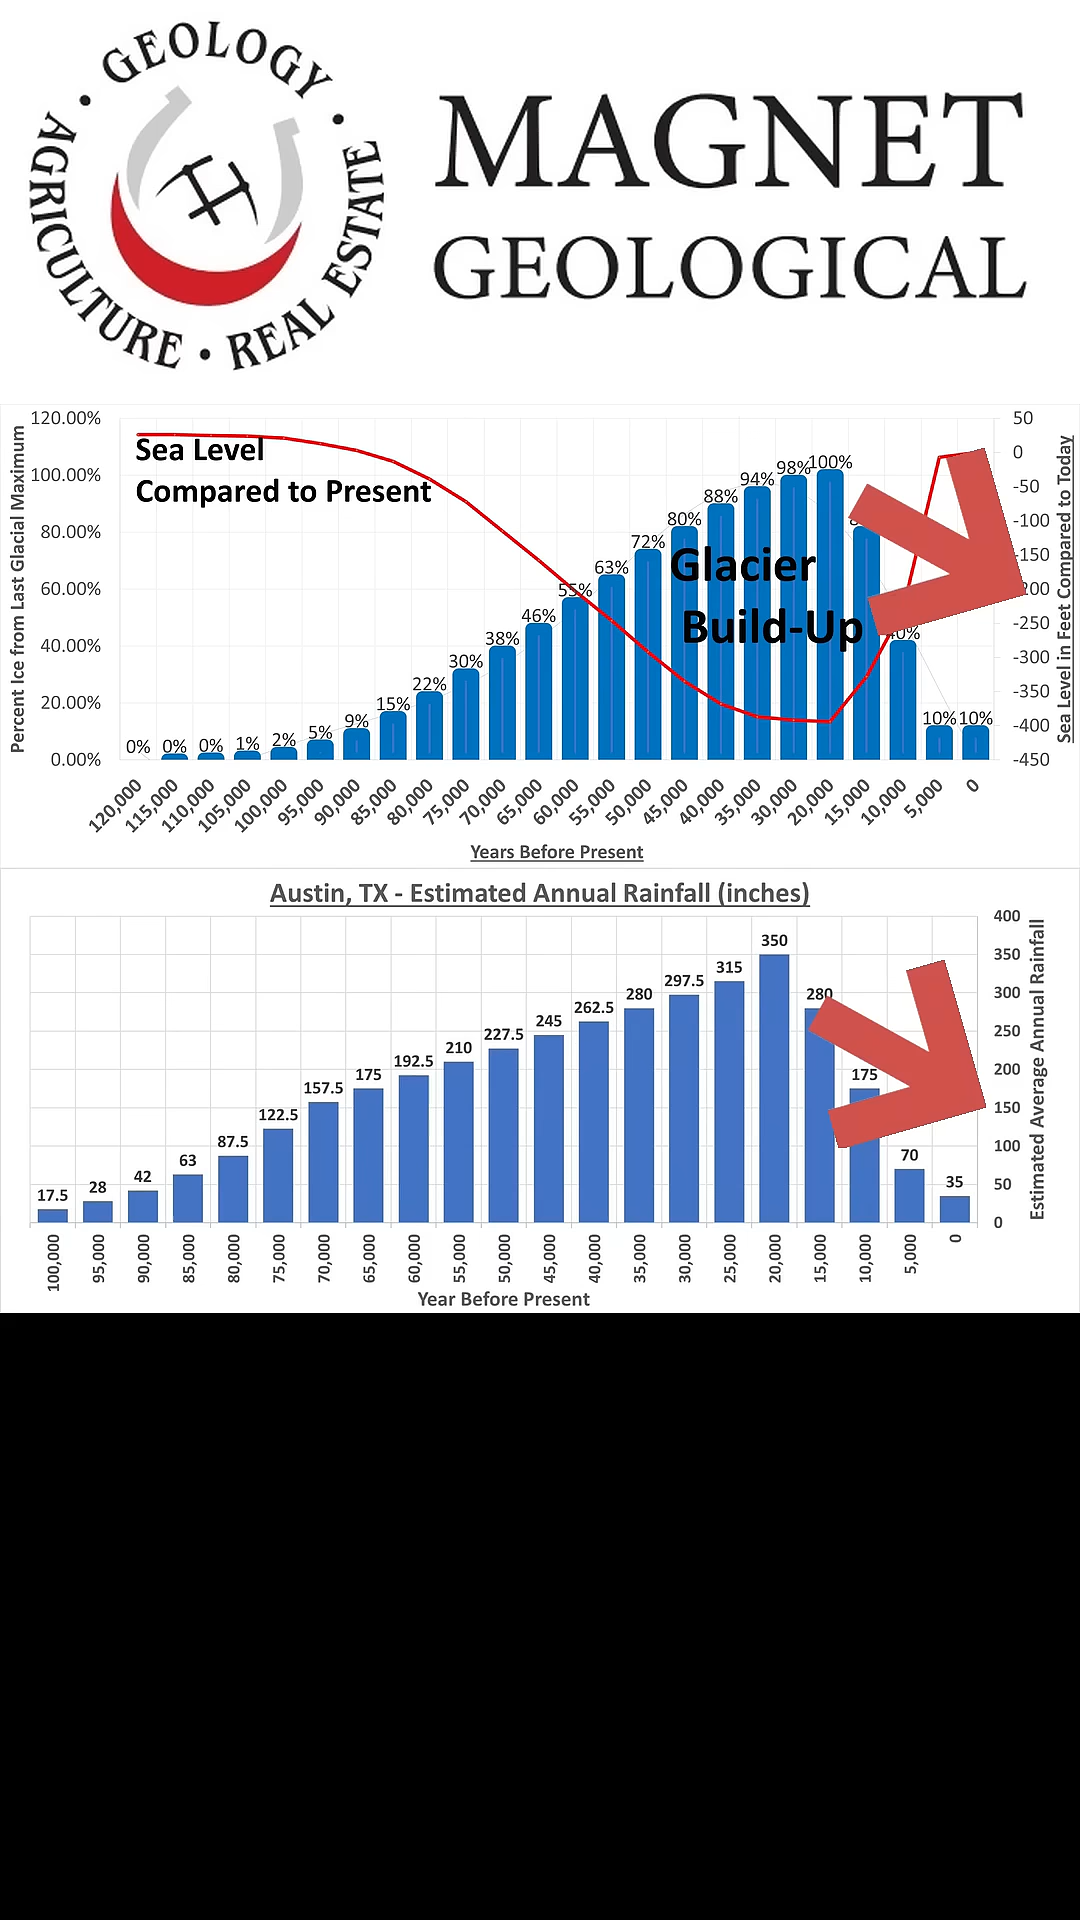 · GEOLOGY ·
AGRICULTURE · REAL ESTATE
MAGNET
GEOLOGICAL
Sea Level
Compared to Present
Glacier
Build-Up
Percent Ice from Last Glacial Maximum
120.00%
100.00%
80.00%
60.00%
40.00%
20.00%
0.00%
0% 0% 0% 1% 2% 5% 9% 15% 22% 30% 38% 46% 55% 63% 72% 80% 88% 94% 98% 100% 40% 10% 10%
50
0
-50
-100
-150
-200
-250
-300
-350
-400
-450
Sea Level in Feet Compared to Today
120,000 115,000 110,000 105,000 100,000 95,000 90,000 85,000 80,000 75,000 70,000 65,000 60,000 55,000 50,000 45,000 40,000 35,000 30,000 20,000 15,000 10,000 5,000 0
Years Before Present
Austin, TX - Estimated Annual Rainfall (inches)
17.5 28 42 63 87.5 122.5 157.5 175 192.5 210 227.5 245 262.5 280 297.5 315 350 280 175 70 35
400
350
300
250
200
150
100
50
0
Estimated Average Annual Rainfall
100,000 95,000 90,000 85,000 80,000 75,000 70,000 65,000 60,000 55,000 50,000 45,000 40,000 35,000 30,000 25,000 20,000 15,000 10,000 5,000 0
Year Before Present